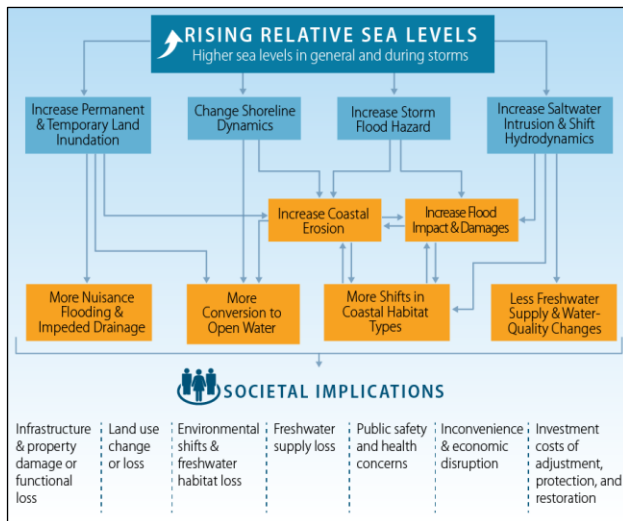 RISING RELATIVE SEA LEVELS
Higher sea levels in general and during storms
Increase Permanent
& Temporary Land
Inundation
Change Shoreline
Dynamics
Increase Storm
Flood Hazard
Increase Saltwater
Intrusion & Shift
Hydrodynamics
Increase Coastal
Erosion
Increase Flood
Impact & Damages
More Nuisance
Flooding &
Impeded Drainage
More
Conversion to
Open Water
More Shifts in
Coastal Habitat
Types
Less Freshwater
Supply & Water-
Quality Changes
SOCIETAL IMPLICATIONS
Infrastructure
& property
damage or
functional
loss
Land use
change
or loss
Environmental
shifts &
freshwater
habitat loss
Freshwater
supply loss
Public safety
and health
concerns
Inconvenience
& economic
disruption
Investment
costs of
adjustment,
protection, and
restoration